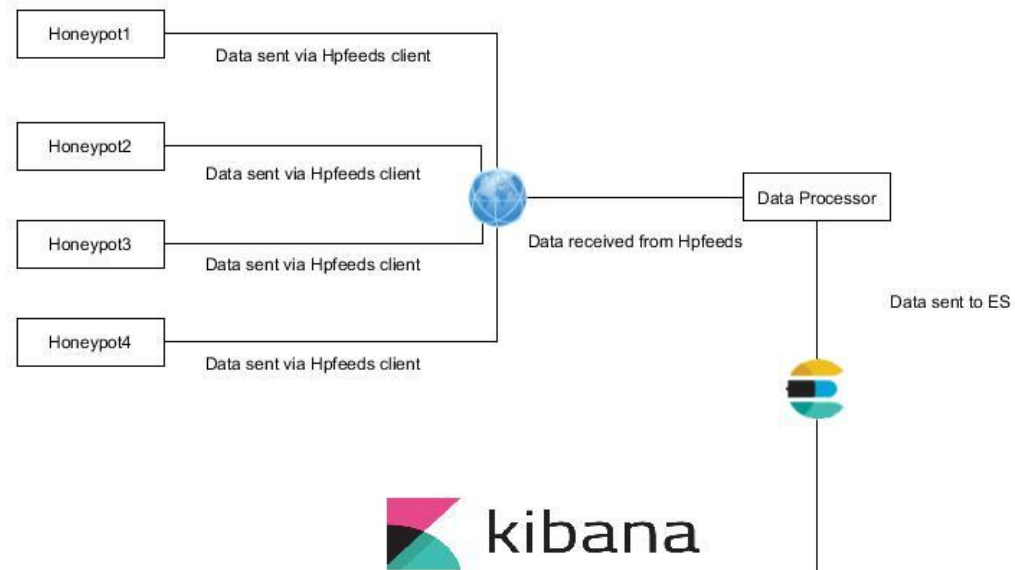 Honeypot1
Data sent via Hpfeeds client
Honeypot2
Data sent via Hpfeeds client
Honeypot3
Data sent via Hpfeeds client
Honeypot4
Data sent via Hpfeeds client
Data Processor
Data received from Hpfeeds
Data sent to ES
kibana